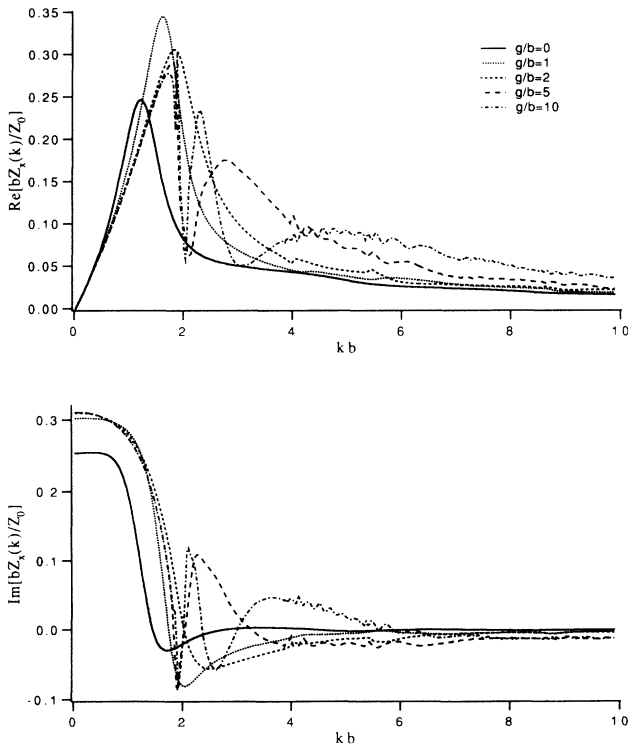 0.35
0.30
0.25
0.20
0.15
0.10
0.05
0.00
Re[bZx(k)/Z0]
g/b=0
g/b=1
g/b=2
g/b=5
g/b=10
0 2 4 6 8 10
k b
0.3
0 2
0.1
0.0
-0.1
Im[bZx(k)/Z0]
0 2 4 6 8 10
k b